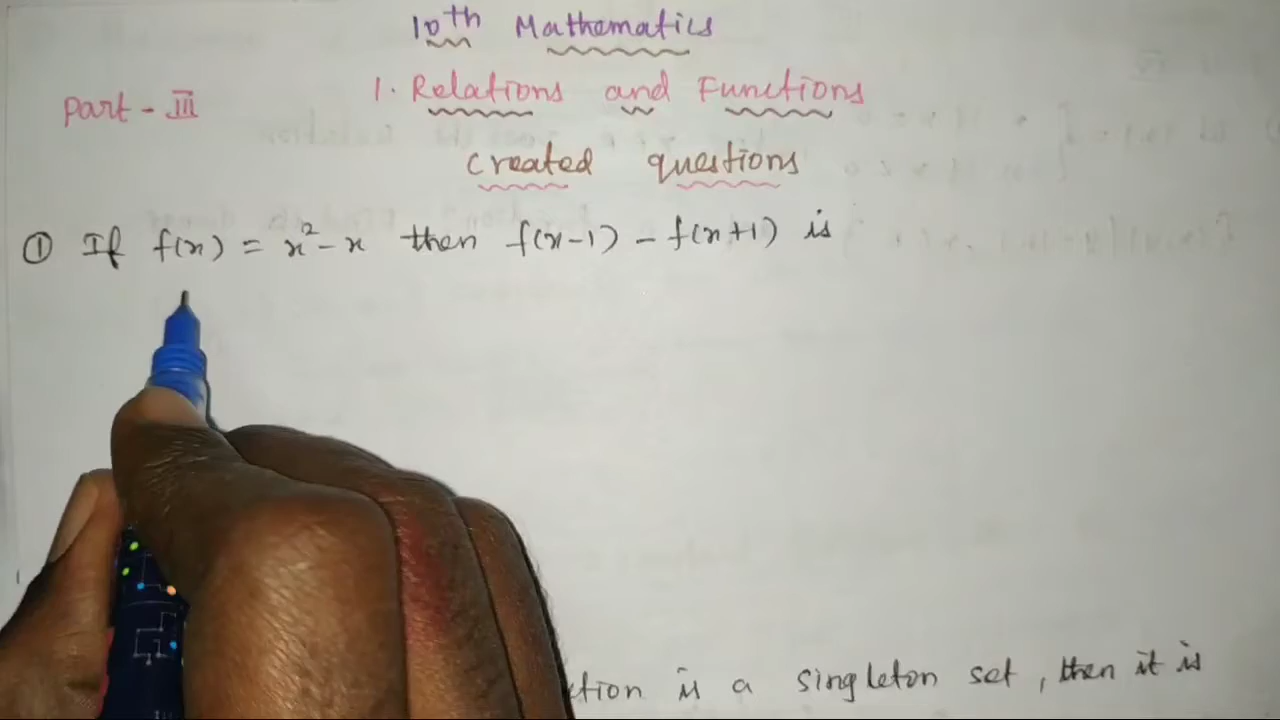 10th Mathematics
Part - III
1. Relations and Functions
created questions
① If f(x) = x² - x then f(x-1) - f(x+1) is
is a singleton set, then it is